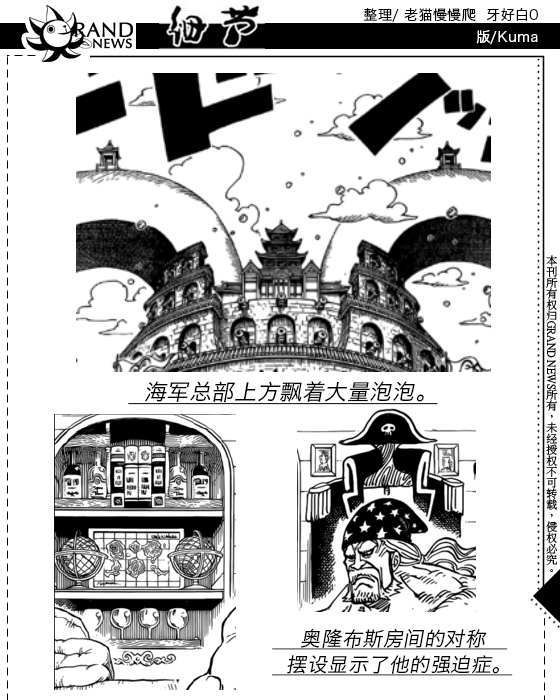 GRAND
NEWS
细节
整理/ 老猫慢慢爬 牙好白O
版/Kuma
海军总部上方飘着大量泡泡。
奥隆布斯房间的对称
摆设显示了他的强迫症。
本刊所有权归GRAND NEWS所有，未经授权不可转载，侵权必究。